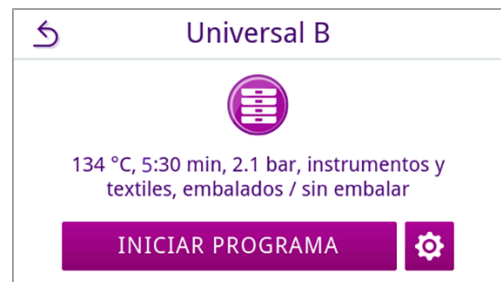 Universal B
134 °C, 5:30 min, 2.1 bar, instrumentos y
textiles, embalados / sin embalar
INICIAR PROGRAMA